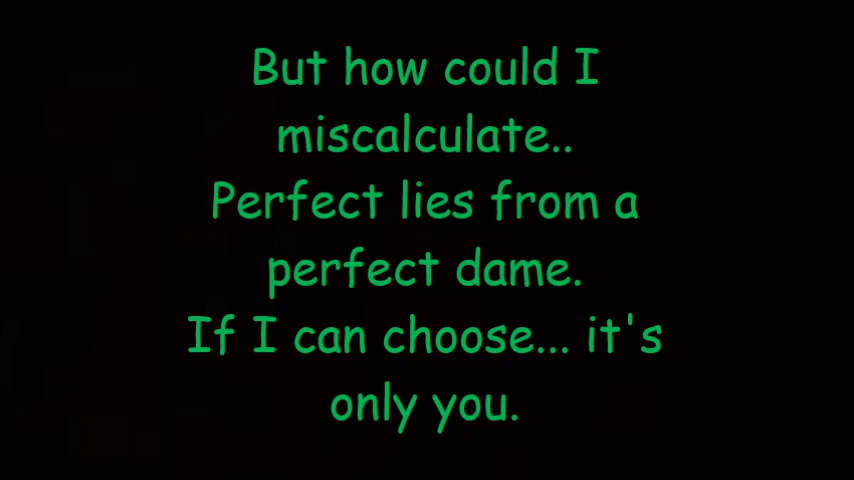 But how could I
miscalculate..
Perfect lies from a
perfect dame.
If I can choose... it's
only you.